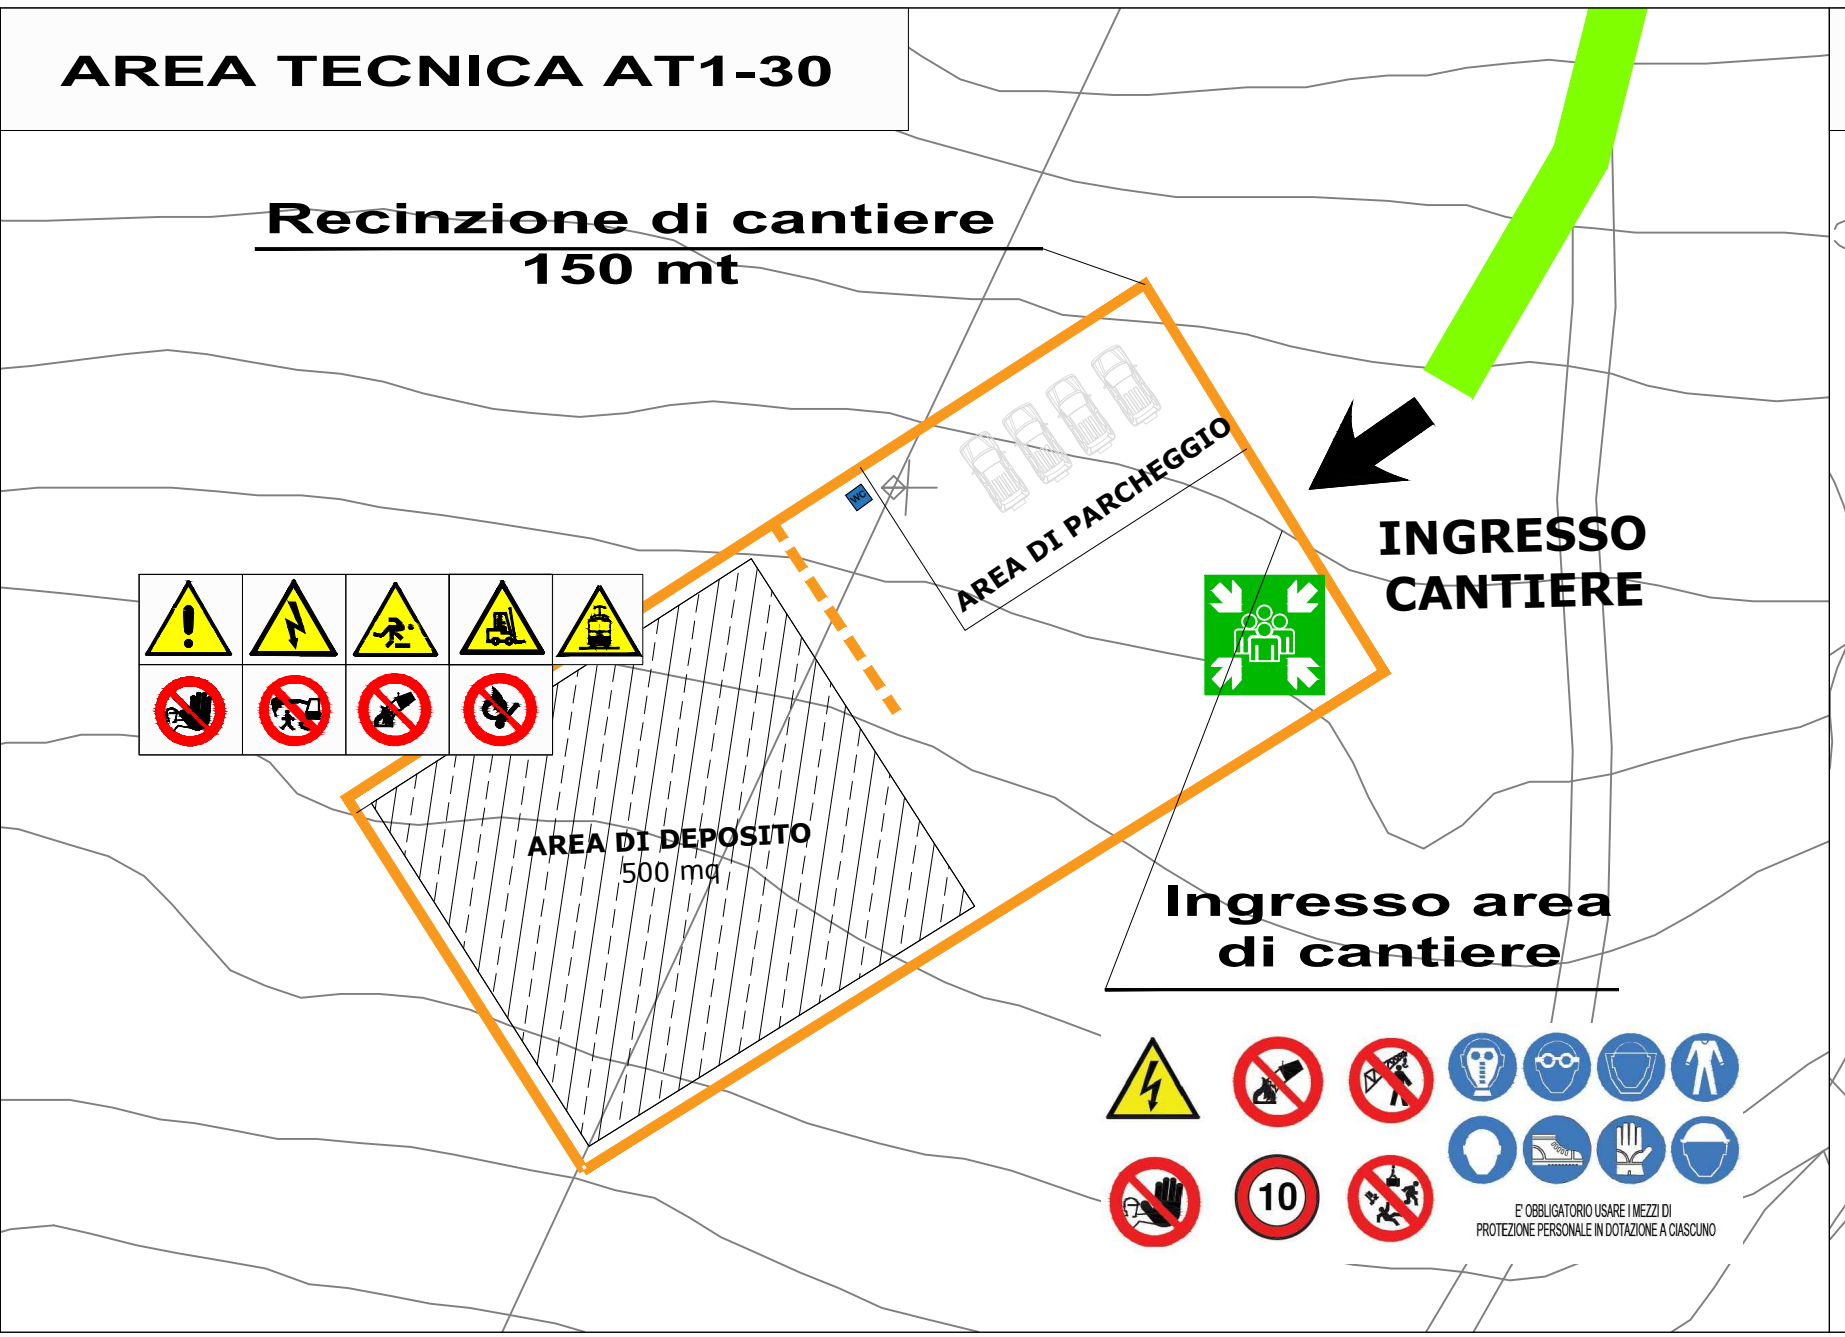 AREA TECNICA AT1-30
Recinzione di cantiere
150 mt
WC
AREA DI PARCHEGGIO
INGRESSO
CANTIERE
AREA DI DEPOSITO
500 mq
Ingresso area
di cantiere
10
E' OBBLIGATORIO USARE I MEZZI DI
PROTEZIONE PERSONALE IN DOTAZIONE A CIASCUNO